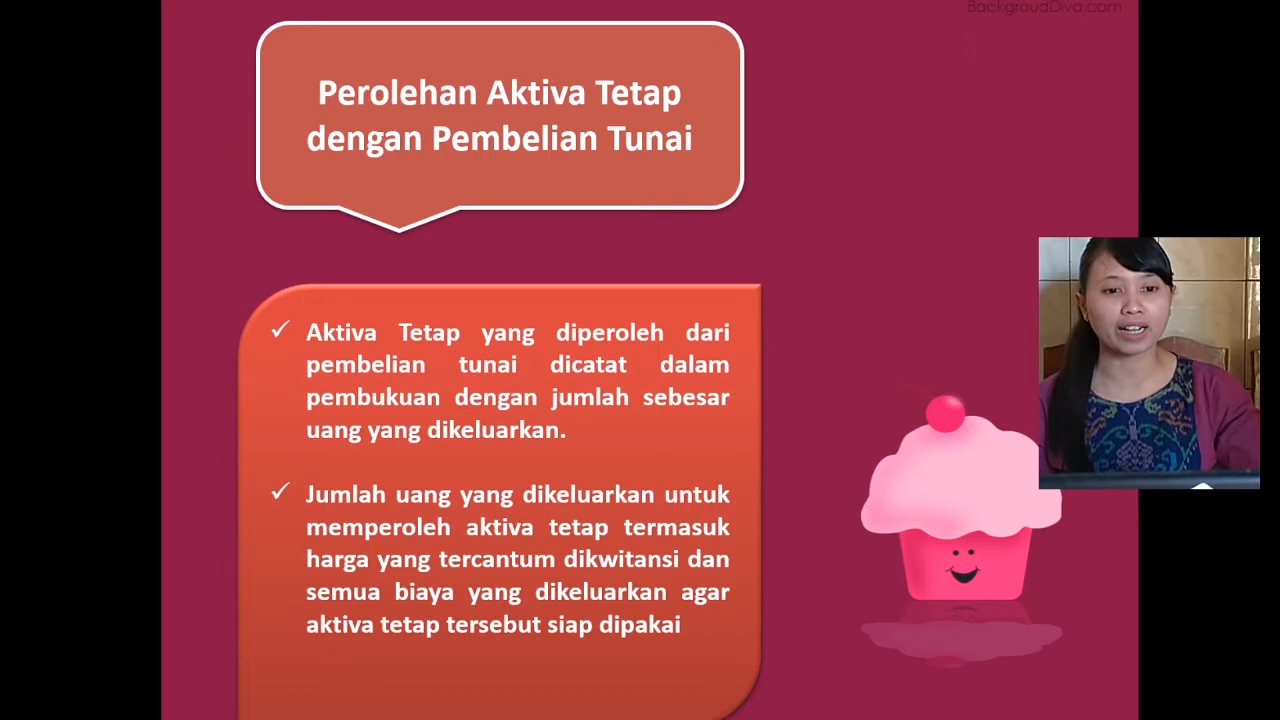 BackgroudDiva.com
Perolehan Aktiva Tetap
dengan Pembelian Tunai
✓ Aktiva Tetap yang diperoleh dari
pembelian tunai dicatat dalam
pembukuan dengan jumlah sebesar
uang yang dikeluarkan.
✓ Jumlah uang yang dikeluarkan untuk
memperoleh aktiva tetap termasuk
harga yang tercantum dikwitansi dan
semua biaya yang dikeluarkan agar
aktiva tetap tersebut siap dipakai